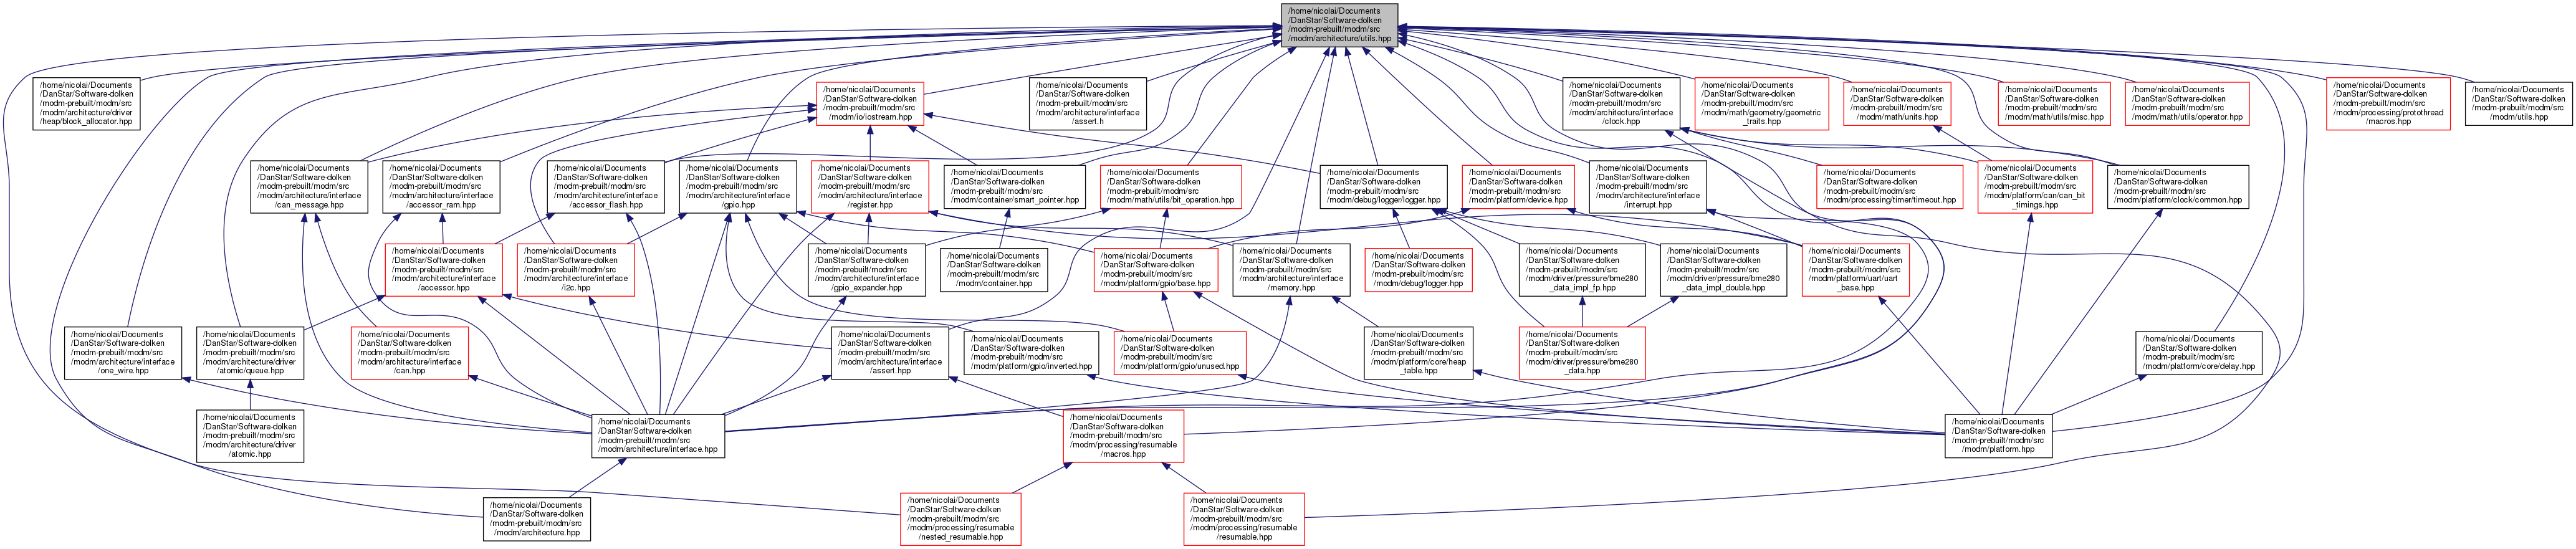 /home/nicolai/Documents
/DanStar/Software-dolken
/modm-prebuilt/modm/src
/modm/architecture/utils.hpp
/home/nicolai/Documents
/DanStar/Software-dolken
/modm-prebuilt/modm/src
/modm/architecture/driver
/heap/block_allocator.hpp
/home/nicolai/Documents
/DanStar/Software-dolken
/modm-prebuilt/modm/src
/modm/io/iostream.hpp
/home/nicolai/Documents
/DanStar/Software-dolken
/modm-prebuilt/modm/src
/modm/architecture/interface
/assert.h
/home/nicolai/Documents
/DanStar/Software-dolken
/modm-prebuilt/modm/src
/modm/architecture/interface
/clock.hpp
/home/nicolai/Documents
/DanStar/Software-dolken
/modm-prebuilt/modm/src
/modm/math/geometry/geometric
_traits.hpp
/home/nicolai/Documents
/DanStar/Software-dolken
/modm-prebuilt/modm/src
/modm/math/units.hpp
/home/nicolai/Documents
/DanStar/Software-dolken
/modm-prebuilt/modm/src
/modm/math/utils/misc.hpp
/home/nicolai/Documents
/DanStar/Software-dolken
/modm-prebuilt/modm/src
/modm/math/utils/operator.hpp
/home/nicolai/Documents
/DanStar/Software-dolken
/modm-prebuilt/modm/src
/modm/processing/protothread
/macros.hpp
/home/nicolai/Documents
/DanStar/Software-dolken
/modm-prebuilt/modm/src
/modm/utils.hpp
/home/nicolai/Documents
/DanStar/Software-dolken
/modm-prebuilt/modm/src
/modm/architecture/interface
/can_message.hpp
/home/nicolai/Documents
/DanStar/Software-dolken
/modm-prebuilt/modm/src
/modm/architecture/interface
/accessor_ram.hpp
/home/nicolai/Documents
/DanStar/Software-dolken
/modm-prebuilt/modm/src
/modm/architecture/interface
/accessor_flash.hpp
/home/nicolai/Documents
/DanStar/Software-dolken
/modm-prebuilt/modm/src
/modm/architecture/interface
/gpio.hpp
/home/nicolai/Documents
/DanStar/Software-dolken
/modm-prebuilt/modm/src
/modm/architecture/interface
/register.hpp
/home/nicolai/Documents
/DanStar/Software-dolken
/modm-prebuilt/modm/src
/modm/container/smart_pointer.hpp
/home/nicolai/Documents
/DanStar/Software-dolken
/modm-prebuilt/modm/src
/modm/math/utils/bit_operation.hpp
/home/nicolai/Documents
/DanStar/Software-dolken
/modm-prebuilt/modm/src
/modm/debug/logger/logger.hpp
/home/nicolai/Documents
/DanStar/Software-dolken
/modm-prebuilt/modm/src
/modm/platform/device.hpp
/home/nicolai/Documents
/DanStar/Software-dolken
/modm-prebuilt/modm/src
/modm/architecture/interface
/interrupt.hpp
/home/nicolai/Documents
/DanStar/Software-dolken
/modm-prebuilt/modm/src
/modm/processing/timer/timeout.hpp
/home/nicolai/Documents
/DanStar/Software-dolken
/modm-prebuilt/modm/src
/modm/platform/can/can_bit
_timings.hpp
/home/nicolai/Documents
/DanStar/Software-dolken
/modm-prebuilt/modm/src
/modm/platform/clock/common.hpp
/home/nicolai/Documents
/DanStar/Software-dolken
/modm-prebuilt/modm/src
/modm/architecture/interface
/accessor.hpp
/home/nicolai/Documents
/DanStar/Software-dolken
/modm-prebuilt/modm/src
/modm/architecture/interface
/i2c.hpp
/home/nicolai/Documents
/DanStar/Software-dolken
/modm-prebuilt/modm/src
/modm/architecture/interface
/gpio_expander.hpp
/home/nicolai/Documents
/DanStar/Software-dolken
/modm-prebuilt/modm/src
/modm/container.hpp
/home/nicolai/Documents
/DanStar/Software-dolken
/modm-prebuilt/modm/src
/modm/platform/gpio/base.hpp
/home/nicolai/Documents
/DanStar/Software-dolken
/modm-prebuilt/modm/src
/modm/architecture/interface
/memory.hpp
/home/nicolai/Documents
/DanStar/Software-dolken
/modm-prebuilt/modm/src
/modm/debug/logger.hpp
/home/nicolai/Documents
/DanStar/Software-dolken
/modm-prebuilt/modm/src
/modm/driver/pressure/bme280
_data_impl_fp.hpp
/home/nicolai/Documents
/DanStar/Software-dolken
/modm-prebuilt/modm/src
/modm/driver/pressure/bme280
_data_impl_double.hpp
/home/nicolai/Documents
/DanStar/Software-dolken
/modm-prebuilt/modm/src
/modm/platform/uart/uart
_base.hpp
/home/nicolai/Documents
/DanStar/Software-dolken
/modm-prebuilt/modm/src
/modm/architecture/interface
/one_wire.hpp
/home/nicolai/Documents
/DanStar/Software-dolken
/modm-prebuilt/modm/src
/modm/architecture/driver
/atomic/queue.hpp
/home/nicolai/Documents
/DanStar/Software-dolken
/modm-prebuilt/modm/src
/modm/architecture/interface
/can.hpp
/home/nicolai/Documents
/DanStar/Software-dolken
/modm-prebuilt/modm/src
/modm/architecture/interface
/assert.hpp
/home/nicolai/Documents
/DanStar/Software-dolken
/modm-prebuilt/modm/src
/modm/platform/gpio/inverted.hpp
/home/nicolai/Documents
/DanStar/Software-dolken
/modm-prebuilt/modm/src
/modm/platform/gpio/unused.hpp
/home/nicolai/Documents
/DanStar/Software-dolken
/modm-prebuilt/modm/src
/modm/platform/core/heap
_table.hpp
/home/nicolai/Documents
/DanStar/Software-dolken
/modm-prebuilt/modm/src
/modm/driver/pressure/bme280
_data.hpp
/home/nicolai/Documents
/DanStar/Software-dolken
/modm-prebuilt/modm/src
/modm/platform/core/delay.hpp
/home/nicolai/Documents
/DanStar/Software-dolken
/modm-prebuilt/modm/src
/modm/architecture/driver
/atomic.hpp
/home/nicolai/Documents
/DanStar/Software-dolken
/modm-prebuilt/modm/src
/modm/architecture/interface.hpp
/home/nicolai/Documents
/DanStar/Software-dolken
/modm-prebuilt/modm/src
/modm/processing/resumable
/macros.hpp
/home/nicolai/Documents
/DanStar/Software-dolken
/modm-prebuilt/modm/src
/modm/platform.hpp
/home/nicolai/Documents
/DanStar/Software-dolken
/modm-prebuilt/modm/src
/modm/architecture.hpp
/home/nicolai/Documents
/DanStar/Software-dolken
/modm-prebuilt/modm/src
/modm/processing/resumable
/nested_resumable.hpp
/home/nicolai/Documents
/DanStar/Software-dolken
/modm-prebuilt/modm/src
/modm/processing/resumable
/resumable.hpp